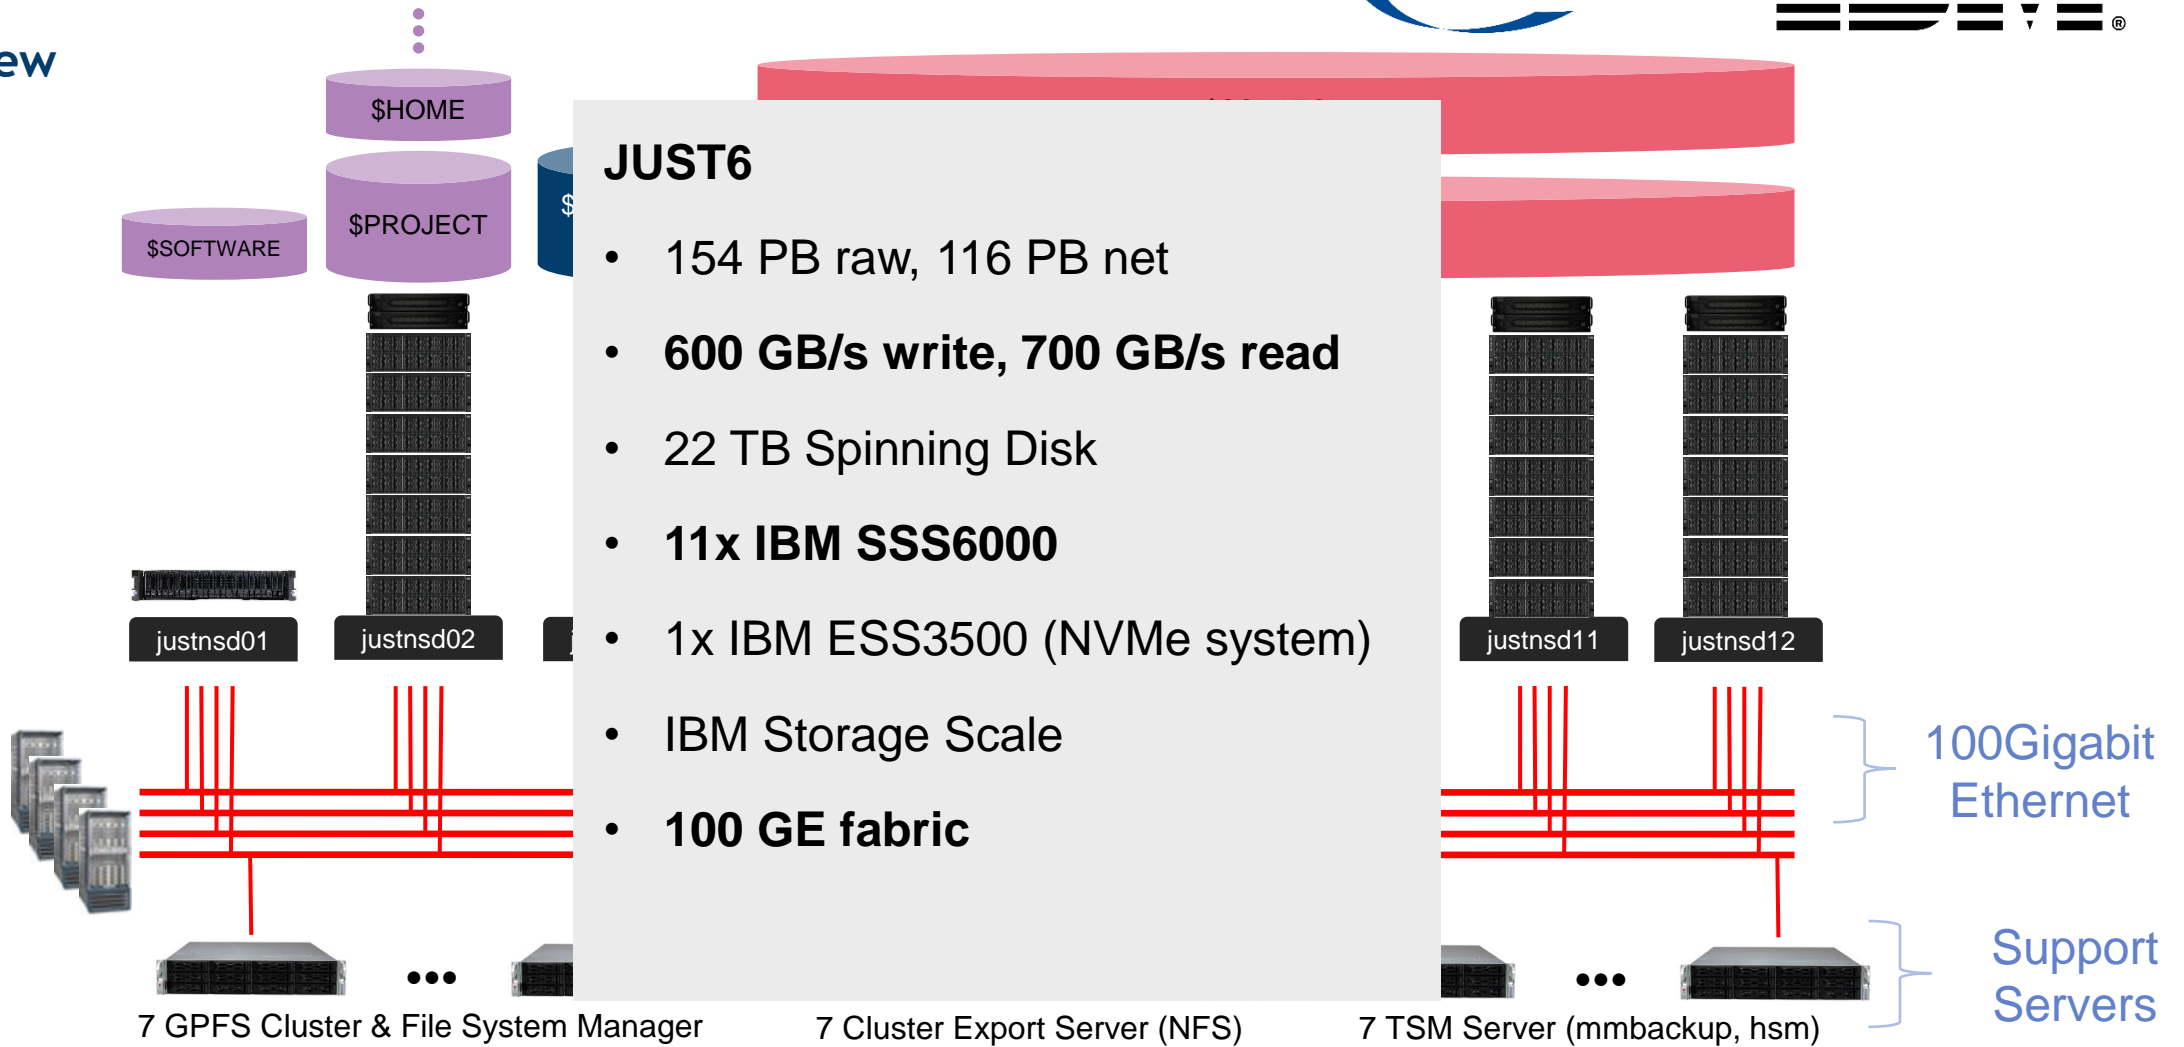 ew
®
$HOME
$PROJECT
$SOFTWARE
$
JUST6
• 154 PB raw, 116 PB net
• 600 GB/s write, 700 GB/s read
• 22 TB Spinning Disk
• 11x IBM SSS6000
• 1x IBM ESS3500 (NVMe system)
• IBM Storage Scale
• 100 GE fabric
justnsd01
justnsd02
justnsd11
justnsd12
100Gigabit
Ethernet
Support
Servers
7 GPFS Cluster & File System Manager
7 Cluster Export Server (NFS)
7 TSM Server (mmbackup, hsm)